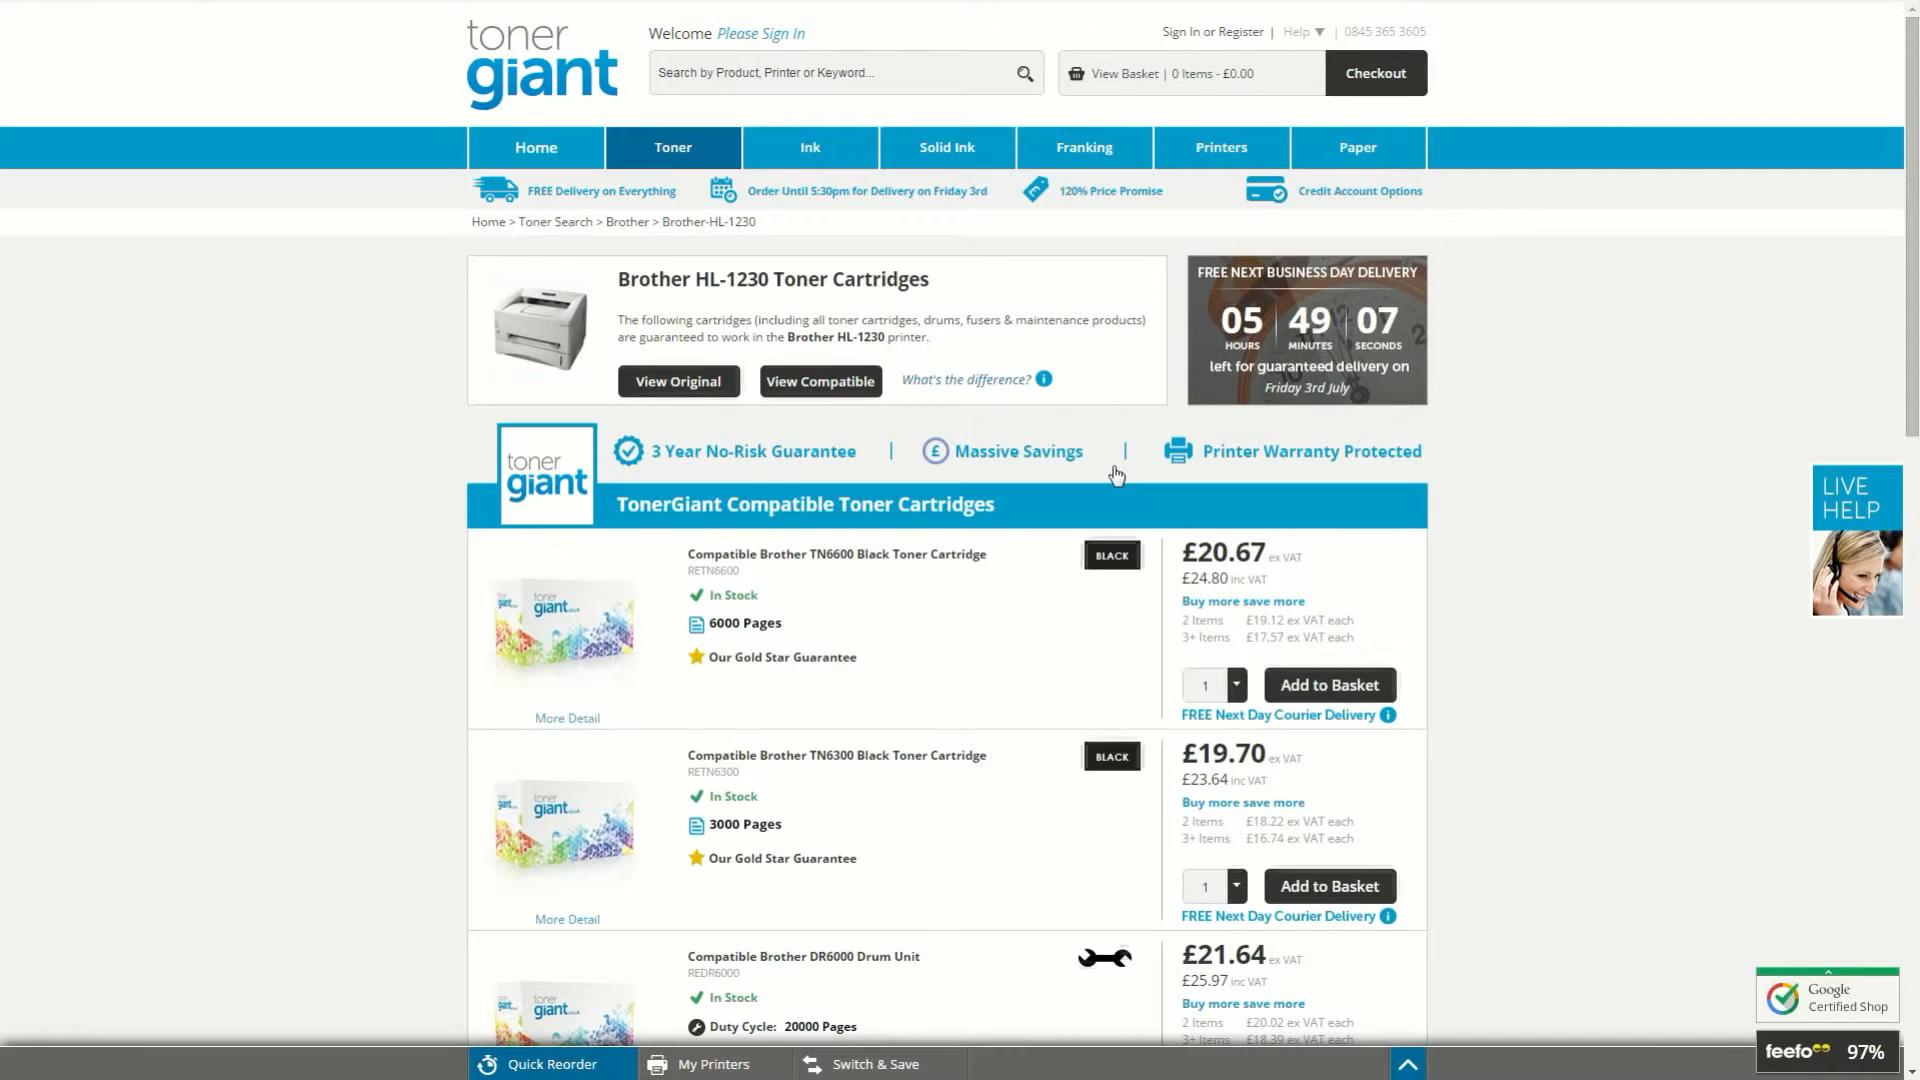 toner
giant
Welcome Please Sign In
Sign In or Register | Help ▼ | 0845 365 3605
Search by Product, Printer or Keyword...
View Basket | 0 Items - £0.00
Checkout
Home
Toner
Ink
Solid Ink
Franking
Printers
Paper
FREE Delivery on Everything
Order Until 5:30pm for Delivery on Friday 3rd
120% Price Promise
Credit Account Options
Home > Toner Search > Brother > Brother-HL-1230
Brother HL-1230 Toner Cartridges
The following cartridges (including all toner cartridges, drums, fusers & maintenance products)
are guaranteed to work in the Brother HL-1230 printer.
View Original
View Compatible
What's the difference?
FREE NEXT BUSINESS DAY DELIVERY
05 49 07
HOURS MINUTES SECONDS
left for guaranteed delivery on
Friday 3rd July
toner
giant
3 Year No-Risk Guarantee | £ Massive Savings | Printer Warranty Protected
TonerGiant Compatible Toner Cartridges
Compatible Brother TN6600 Black Toner Cartridge
RETN6600
In Stock
6000 Pages
Our Gold Star Guarantee
More Detail
toner
giant
BLACK
£20.67 ex VAT
£24.80 inc VAT
Buy more save more
2 Items £19.12 ex VAT each
3+ Items £17.57 ex VAT each
1
Add to Basket
FREE Next Day Courier Delivery
Compatible Brother TN6300 Black Toner Cartridge
RETN6300
In Stock
3000 Pages
Our Gold Star Guarantee
More Detail
toner
giant
BLACK
£19.70 ex VAT
£23.64 inc VAT
Buy more save more
2 Items £18.22 ex VAT each
3+ Items £16.74 ex VAT each
1
Add to Basket
FREE Next Day Courier Delivery
Compatible Brother DR6000 Drum Unit
REDR6000
In Stock
Duty Cycle: 20000 Pages
toner
giant
£21.64 ex VAT
£25.97 inc VAT
Buy more save more
2 Items £20.02 ex VAT each
3+ Items £18.39 ex VAT each
LIVE
HELP
Google
Certified Shop
feefo 97%
Quick Reorder
My Printers
Switch & Save